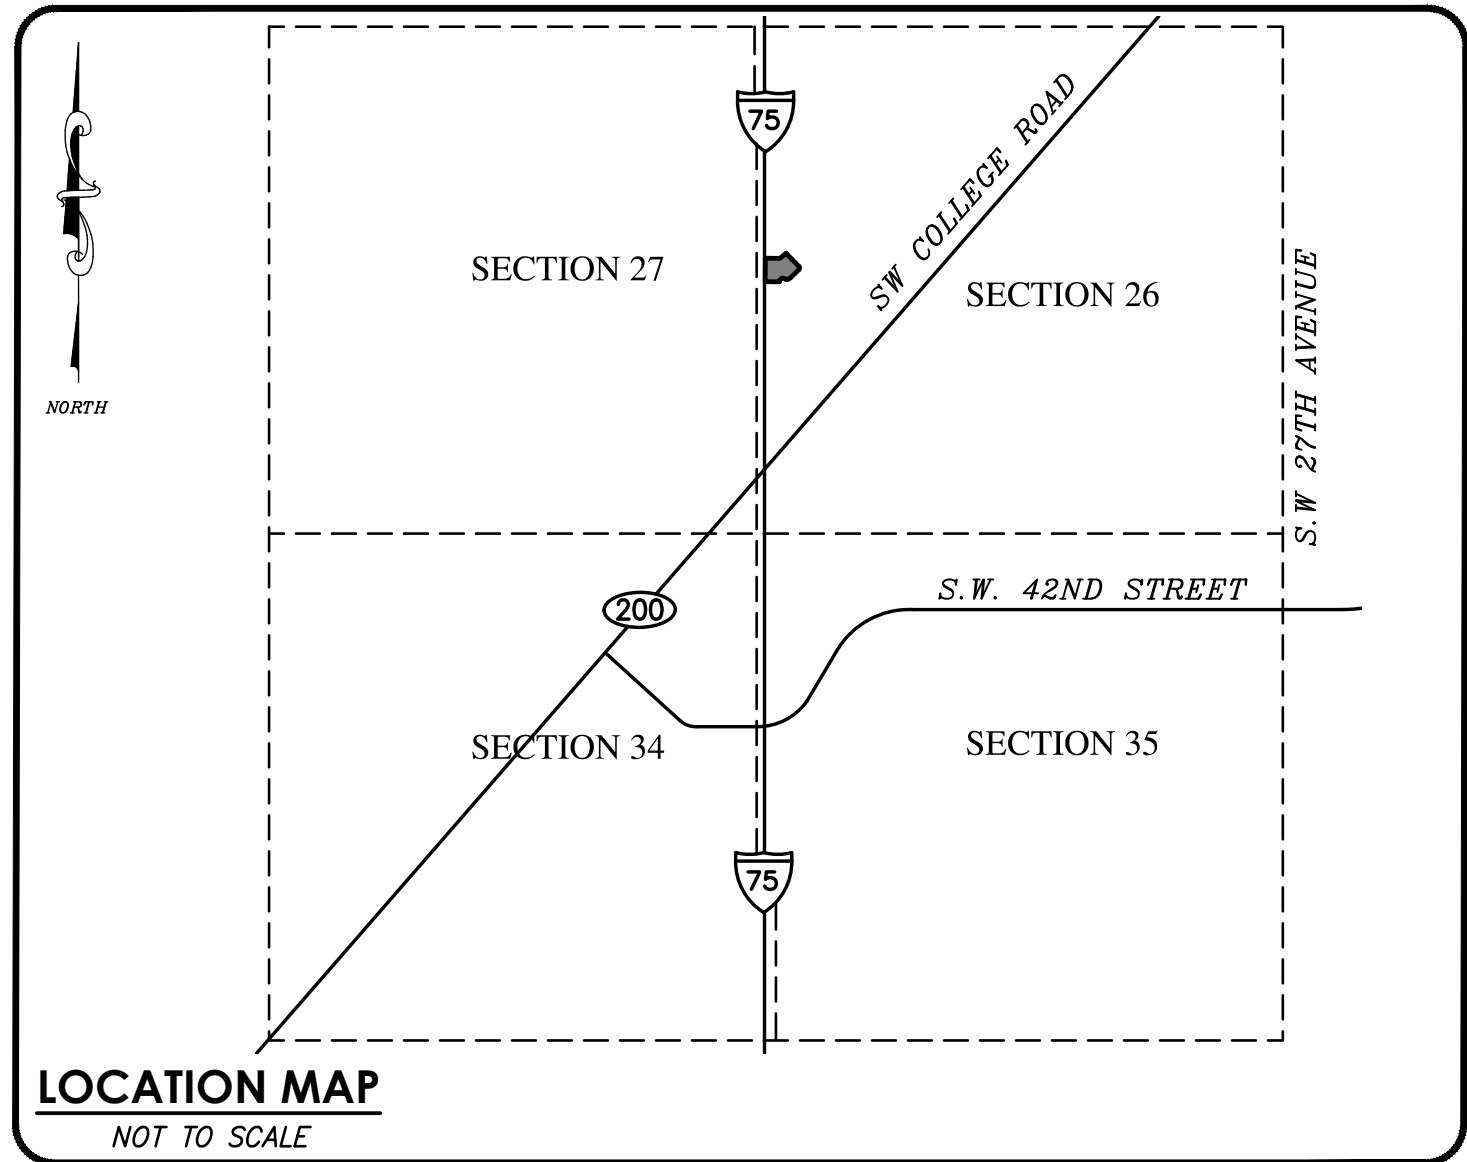 75
SW COLLEGE ROAD
SECTION 27
SECTION 26
S.W 27TH AVENUE
NORTH
S.W. 42ND STREET
200
SECTION 34
SECTION 35
75
LOCATION MAP
NOT TO SCALE